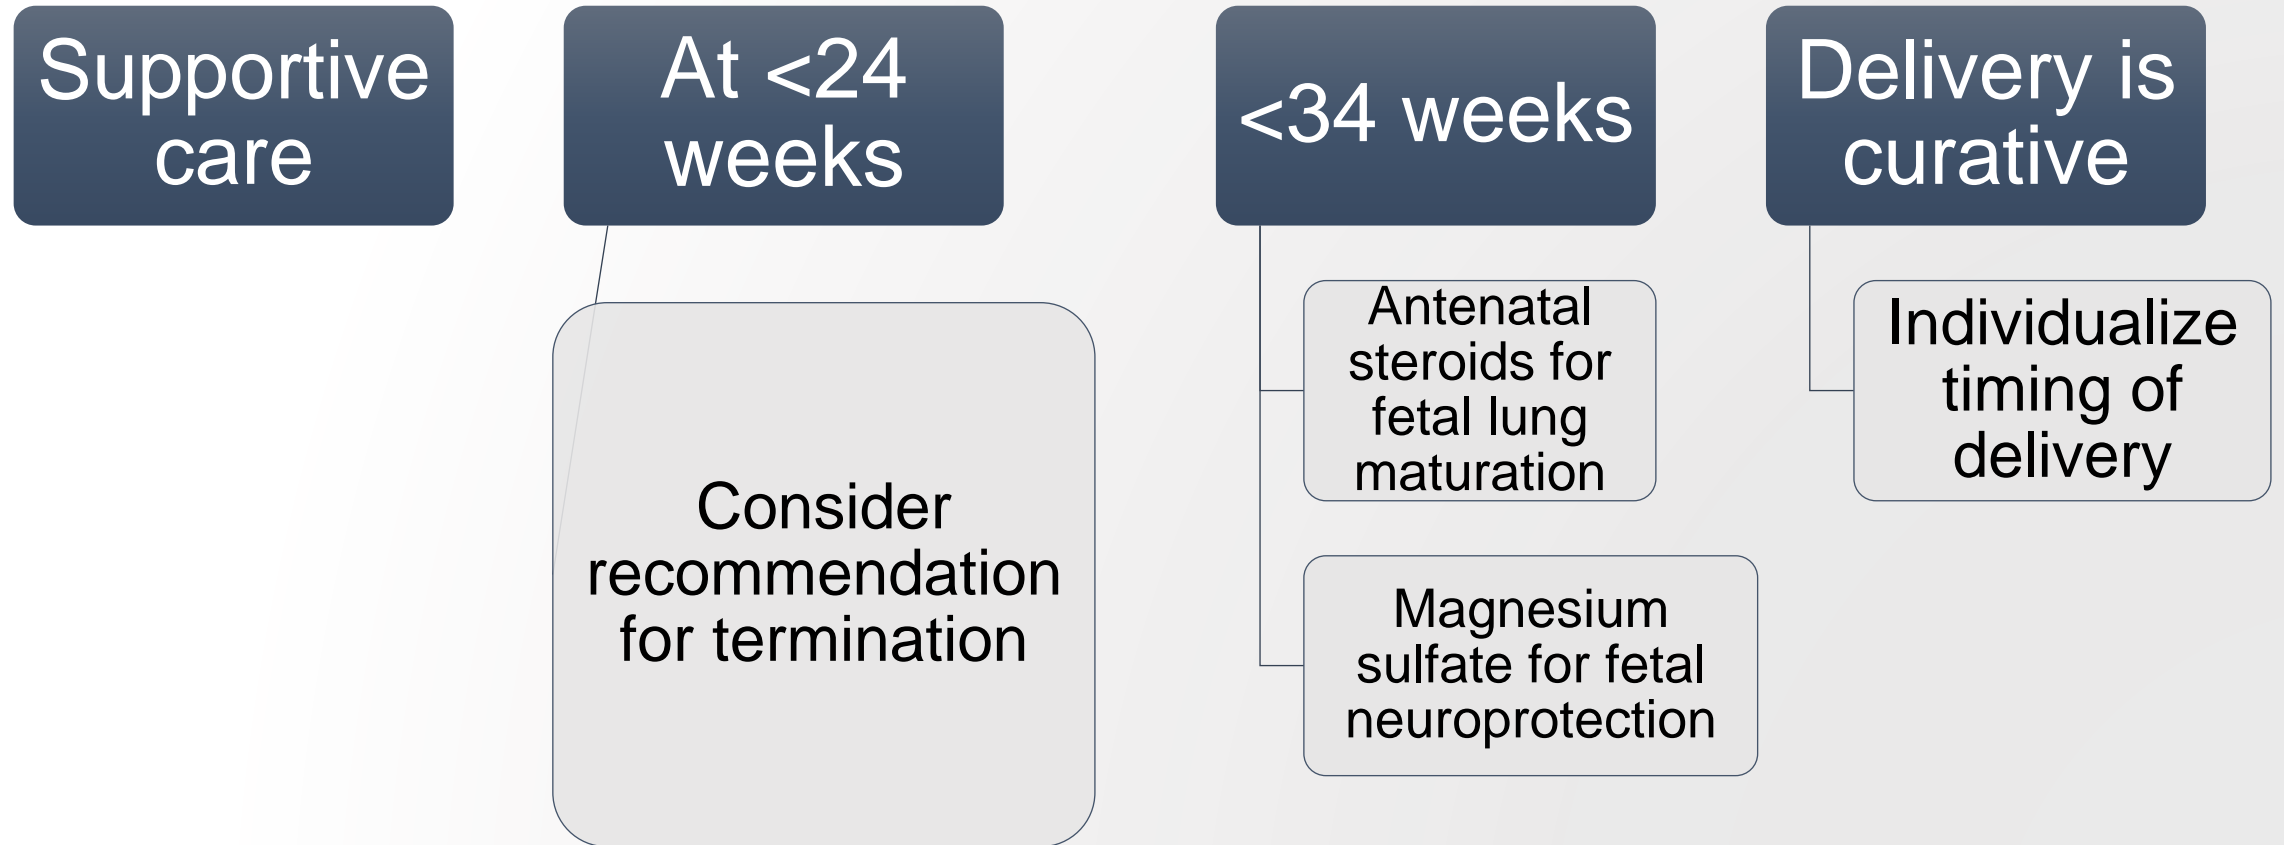 Supportive
care
At <24
weeks
Consider
recommendation
for termination
<34 weeks
Antenatal
steroids for
fetal lung
maturation
Magnesium
sulfate for fetal
neuroprotection
Delivery is
curative
Individualize
timing of
delivery